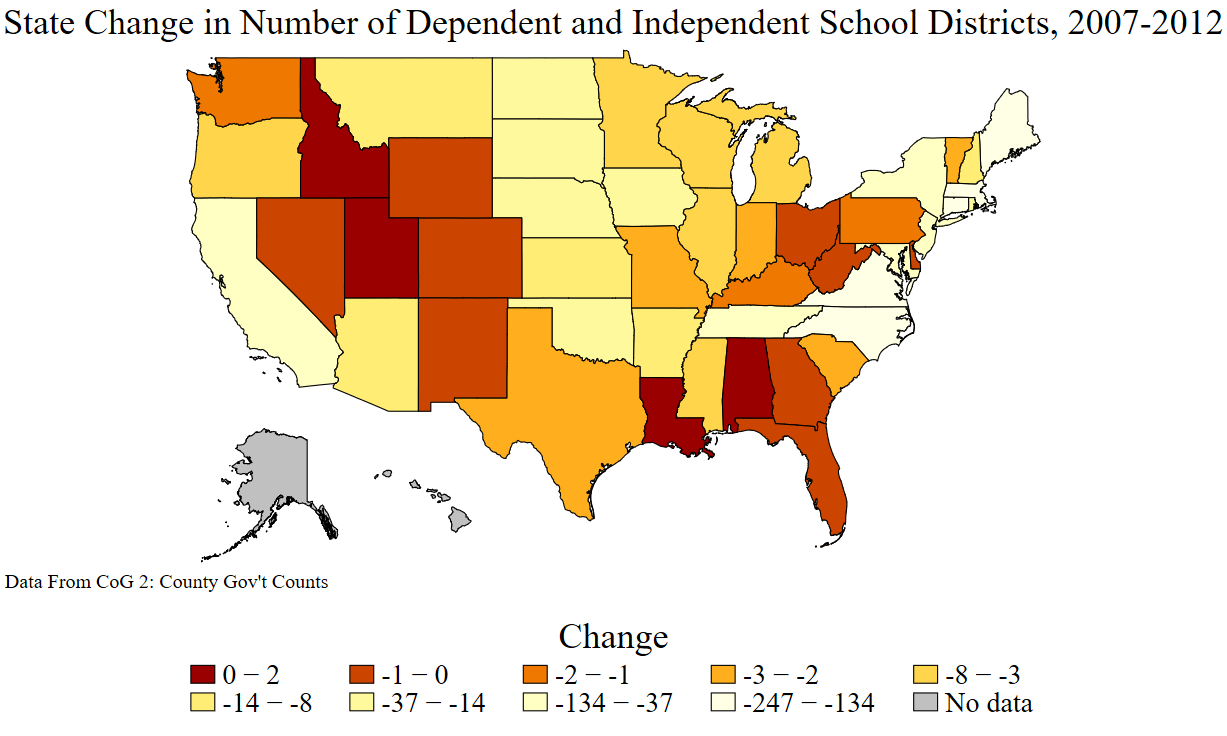 State Change in Number of Dependent and Independent School Districts, 2007-2012
Data From CoG 2: County Gov't Counts
Change
0 − 2 -1 − 0 -2 − -1 -3 − -2 -8 − -3
-14 − -8 -37 − -14 -134 − -37 -247 − -134 No data